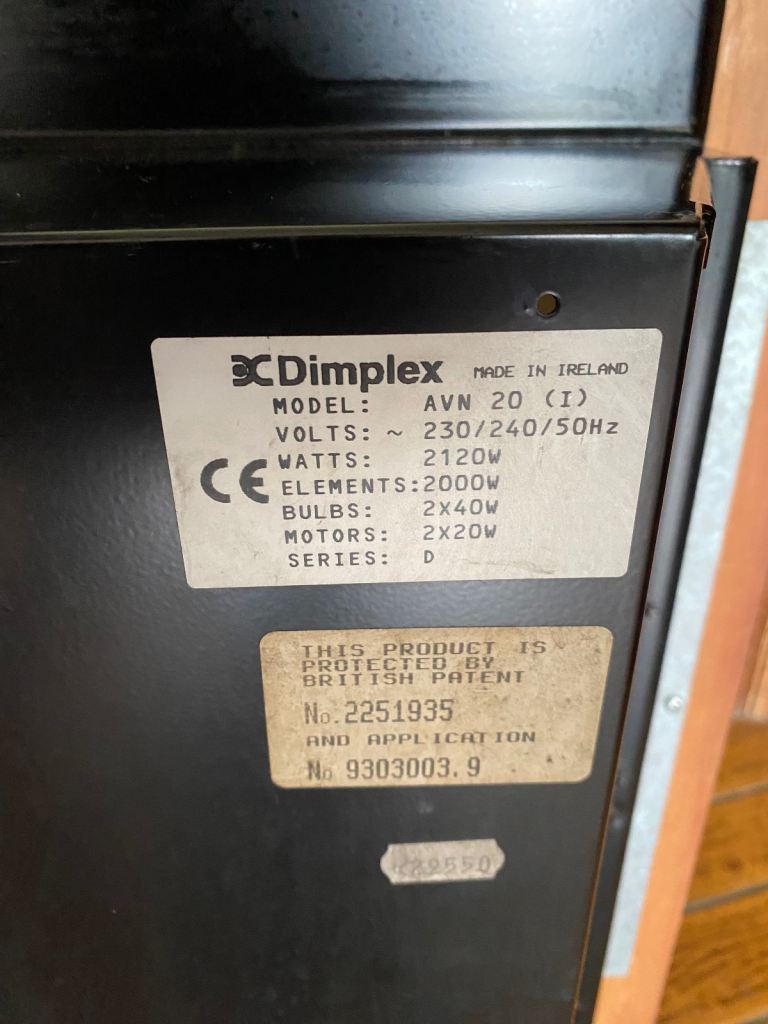 Dimplex MADE IN IRELAND
MODEL: AVN 20 (I)
VOLTS: ~ 230/240/50Hz
CE WATTS: 2120W
ELEMENTS:2000W
BULBS: 2X40W
MOTORS: 2X20W
SERIES: D
THIS PRODUCT IS
PROTECTED BY
BRITISH PATENT
No.2251935
AND APPLICATION
No 9303003.9